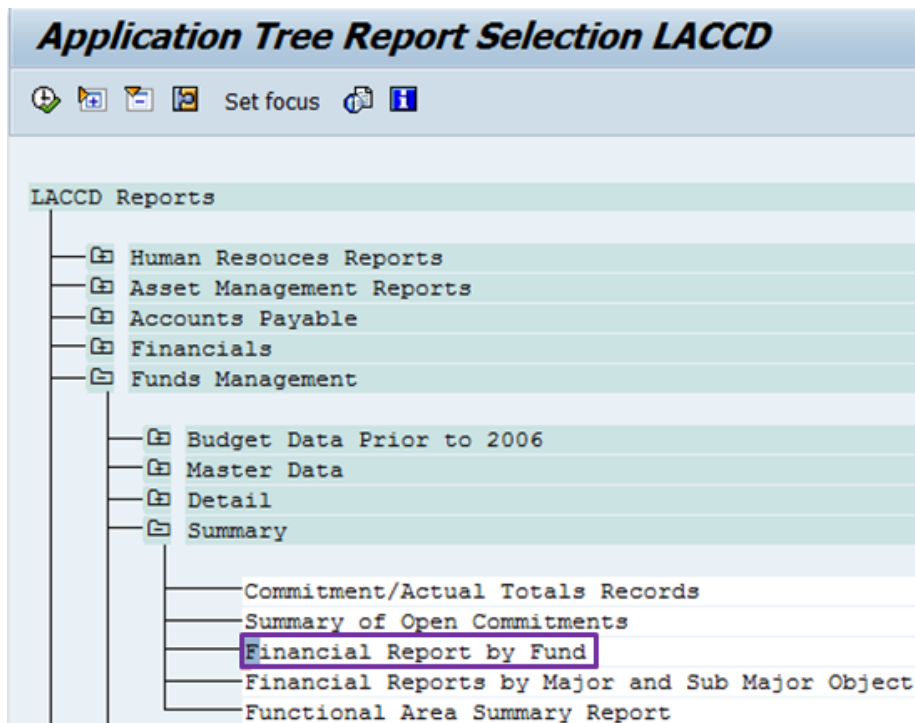 Application Tree Report Selection LACCD
Set focus
LACCD Reports
Human Resouces Reports
Asset Management Reports
Accounts Payable
Financials
Funds Management
Budget Data Prior to 2006
Master Data
Detail
Summary
Commitment/Actual Totals Records
Summary of Open Commitments
Financial Report by Fund
Financial Reports by Major and Sub Major Object
Functional Area Summary Report